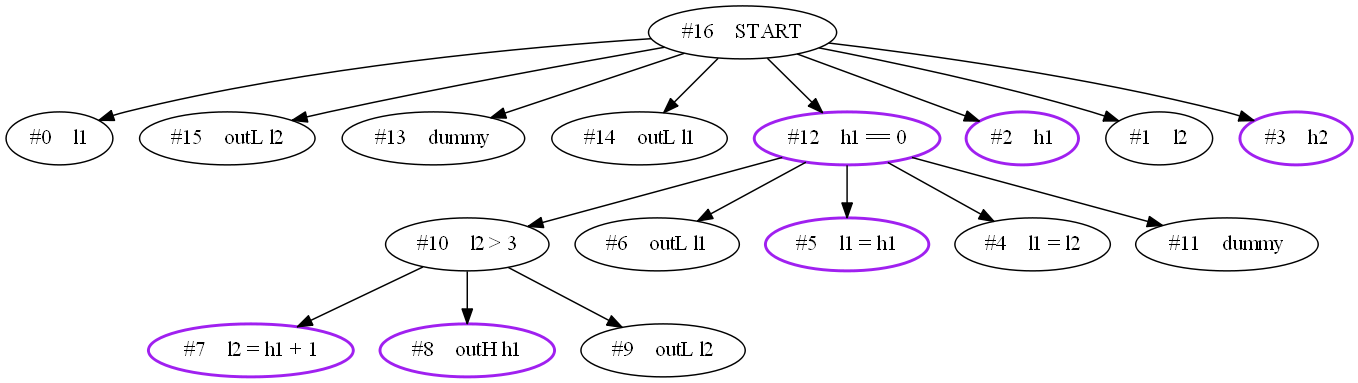 #16 START
#0 l1
#15 outL l2
#13 dummy
#14 outL l1
#12 h1 == 0
#2 h1
#1 l2
#3 h2
#10 l2 > 3
#6 outL l1
#5 l1 = h1
#4 l1 = l2
#11 dummy
#7 l2 = h1 + 1
#8 outH h1
#9 outL l2